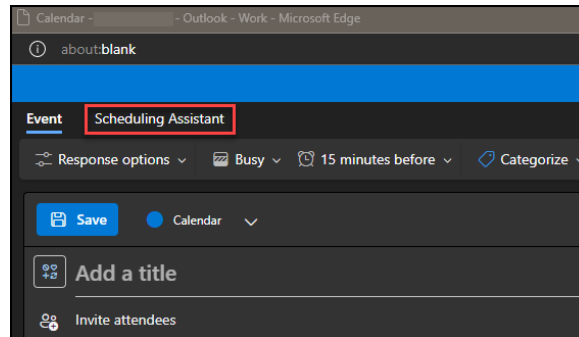 Calendar - - Outlook - Work - Microsoft Edge
about:blank
Event Scheduling Assistant
Response options Busy 15 minutes before Categorize
Save Calendar
Add a title
Invite attendees